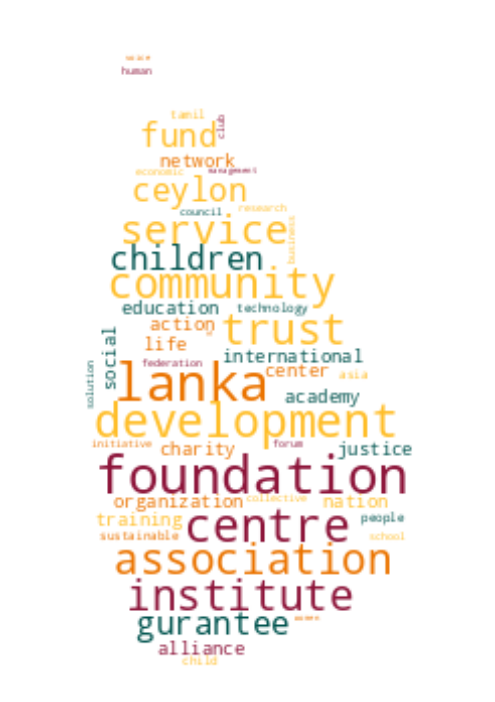 voice
human
tamil
fund
club
network
economic
management
ceylon
council
research
service
business
children
community
education
technology
action
trust
social
life
international
federation
center
asia
solution
lanka
academy
development
initiative
charity
forum
justice
foundation
organization
collective
nation
training
centre
people
sustainable
school
association
institute
gurantee
alliance
child